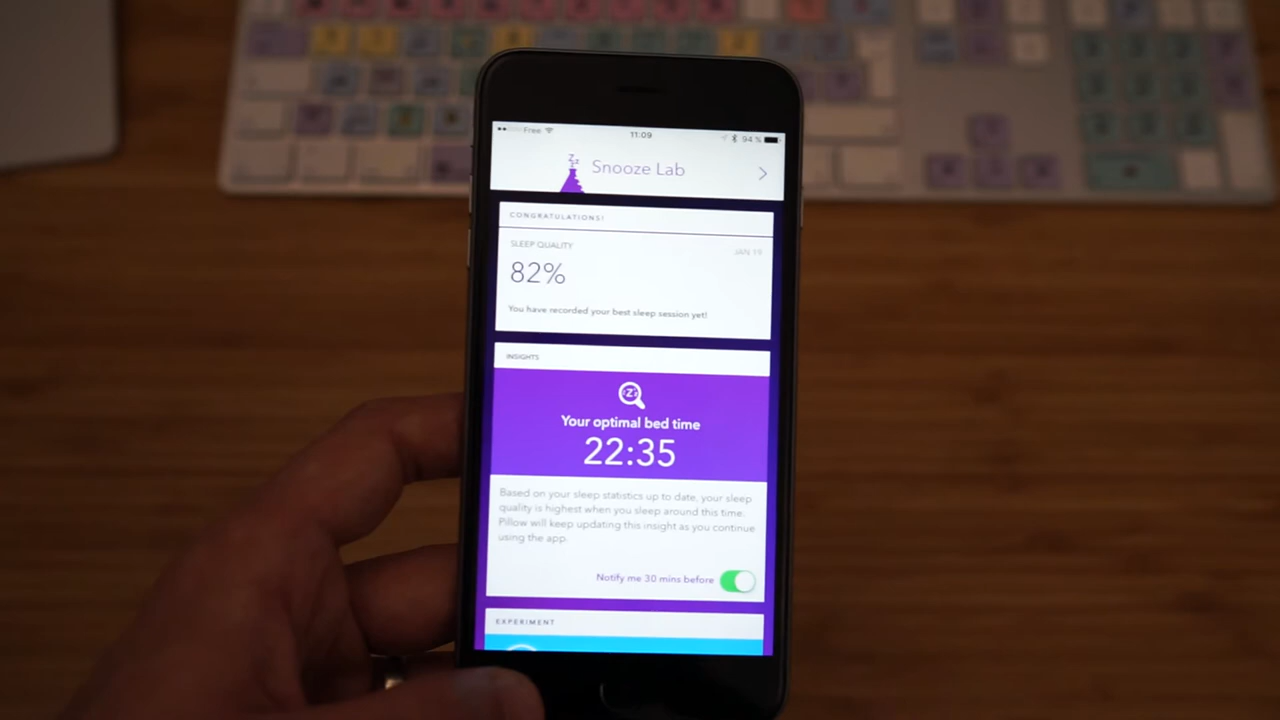 Free 11:09 94 %
Snooze Lab
CONGRATULATIONS!
SLEEP QUALITY JAN 19
82%
You have recorded your best sleep session yet!
INSIGHTS
Your optimal bed time
22:35
Based on your sleep statistics up to date, your sleep
quality is highest when you sleep around this time.
Pillow will keep updating this insight as you continue
using the app.
Notify me 30 mins before
EXPERIMENT